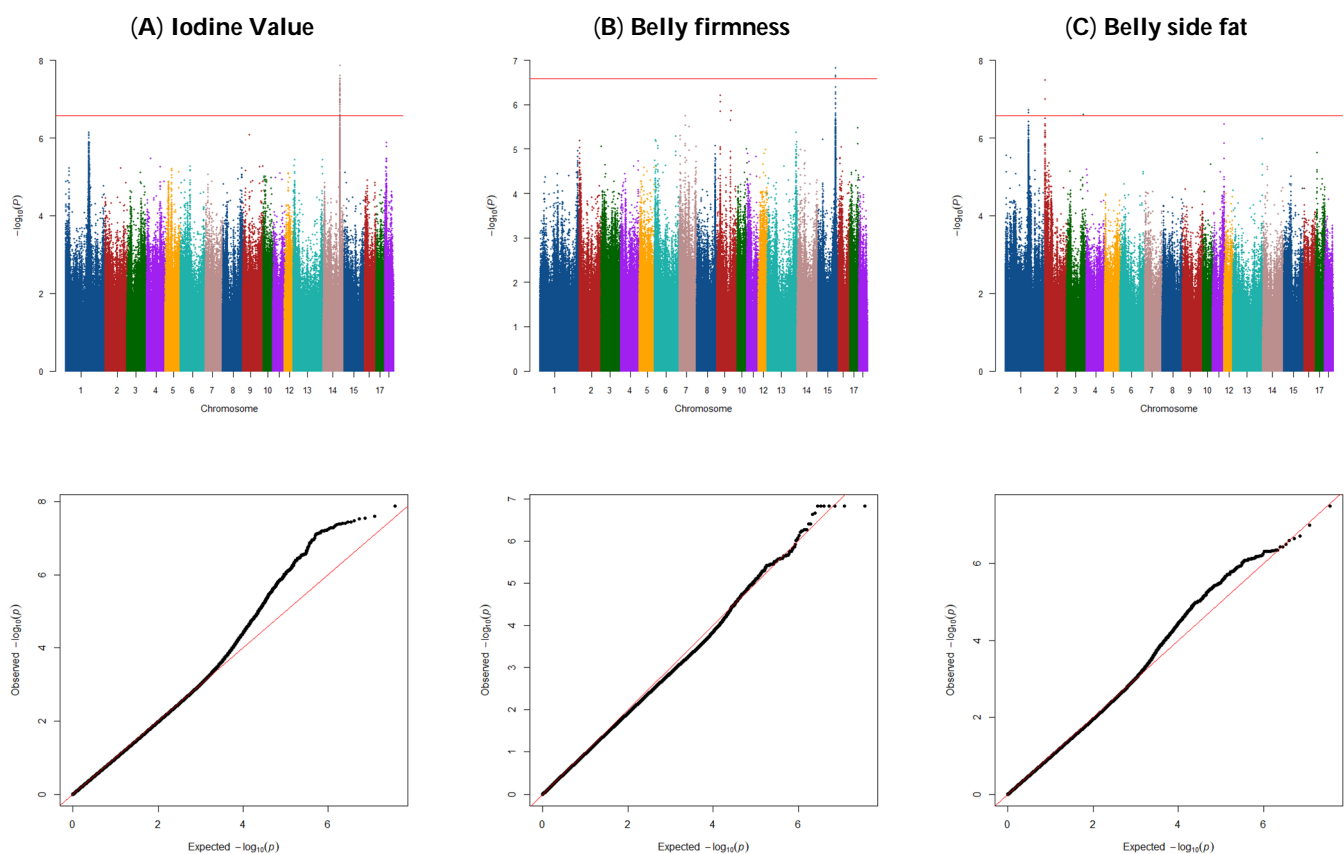 (A) Iodine Value
(B) Belly firmness
(C) Belly side fat
8
6
4
2
0
−log10(P)
1 2 3 4 5 6 7 8 9 10 12 13 15 17
Chromosome
7
6
5
4
3
2
1
0
−log10(P)
1 2 3 4 5 6 7 8 9 10 12 14 15 17
Chromosome
8
6
4
2
0
−log10(P)
1 2 3 4 5 6 7 8 9 10 12 13 14 15 17
Chromosome
8
6
4
2
0
Observed −log10(p)
0 2 4 6
Expected −log10(p)
7
6
5
4
3
2
1
0
Observed −log10(p)
0 2 4 6
Expected −log10(p)
6
4
2
0
Observed −log10(p)
0 2 4 6
Expected −log10(p)